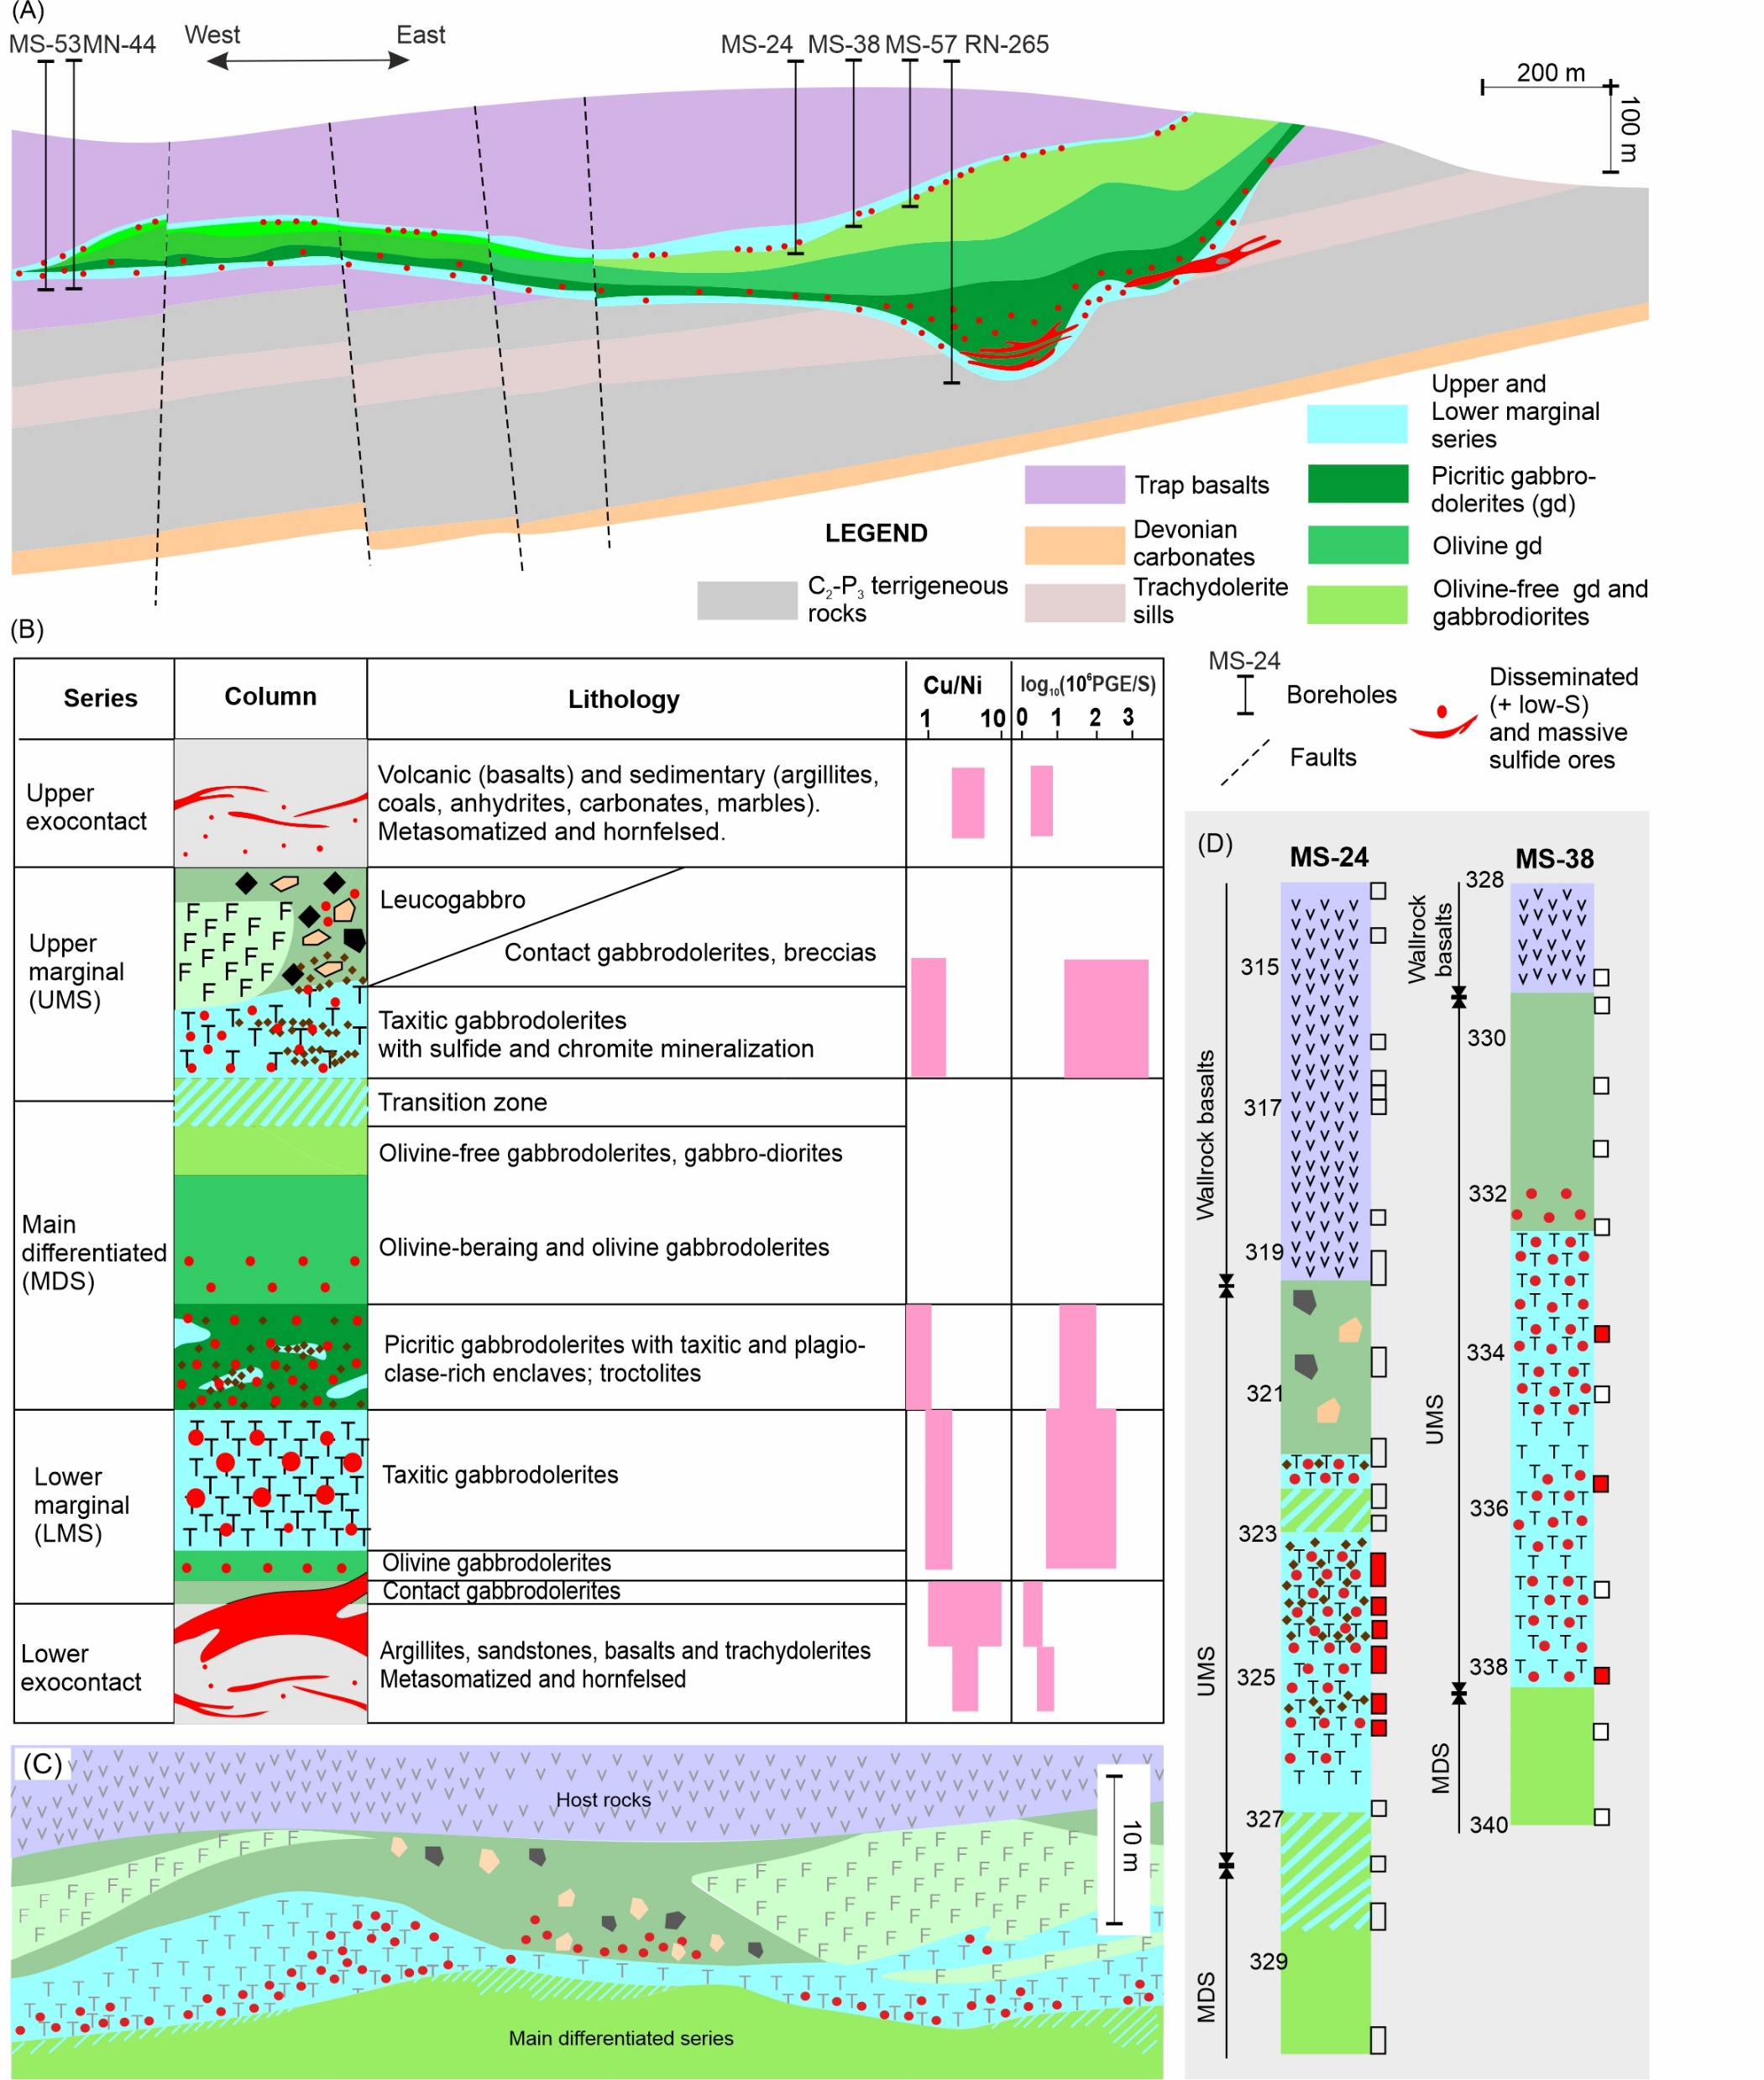 (A)
MS-53 MN-44
West
East
MS-24
MS-38
MS-57
RN-265
200 m
100 m
LEGEND
C2-P3 terrigeneous
rocks
Trap basalts
Devonian
carbonates
Trachydolerite
sills
Upper and
Lower marginal
series
Picritic gabbro-
dolerites (gd)
Olivine gd
Olivine-free gd and
gabbrodiorites
MS-24
Boreholes
Faults
Disseminated
(+ low-S)
and massive
sulfide ores
(B)
Series
Column
Lithology
Cu/Ni
1 10
log10(10⁶PGE/S)
0 1 2 3
Upper
exocontact
Volcanic (basalts) and sedimentary (argillites,
coals, anhydrites, carbonates, marbles).
Metasomatized and hornfelsed.
Upper
marginal
(UMS)
Leucogabbro
Contact gabbrodolerites, breccias
Taxitic gabbrodolerites
with sulfide and chromite mineralization
Transition zone
Main
differentiated
(MDS)
Olivine-free gabbrodolerites, gabbro-diorites
Olivine-beraing and olivine gabbrodolerites
Picritic gabbrodolerites with taxitic and plagio-
clase-rich enclaves; troctolites
Lower
marginal
(LMS)
Taxitic gabbrodolerites
Olivine gabbrodolerites
Contact gabbrodolerites
Lower
exocontact
Argillites, sandstones, basalts and trachydolerites
Metasomatized and hornfelsed
(C)
Host rocks
10 m
Main differentiated series
(D)
MS-24
Wallrock basalts
UMS
MDS
315
317
319
321
323
325
327
329
MS-38
Wallrock
basalts
UMS
MDS
328
330
332
334
336
338
340